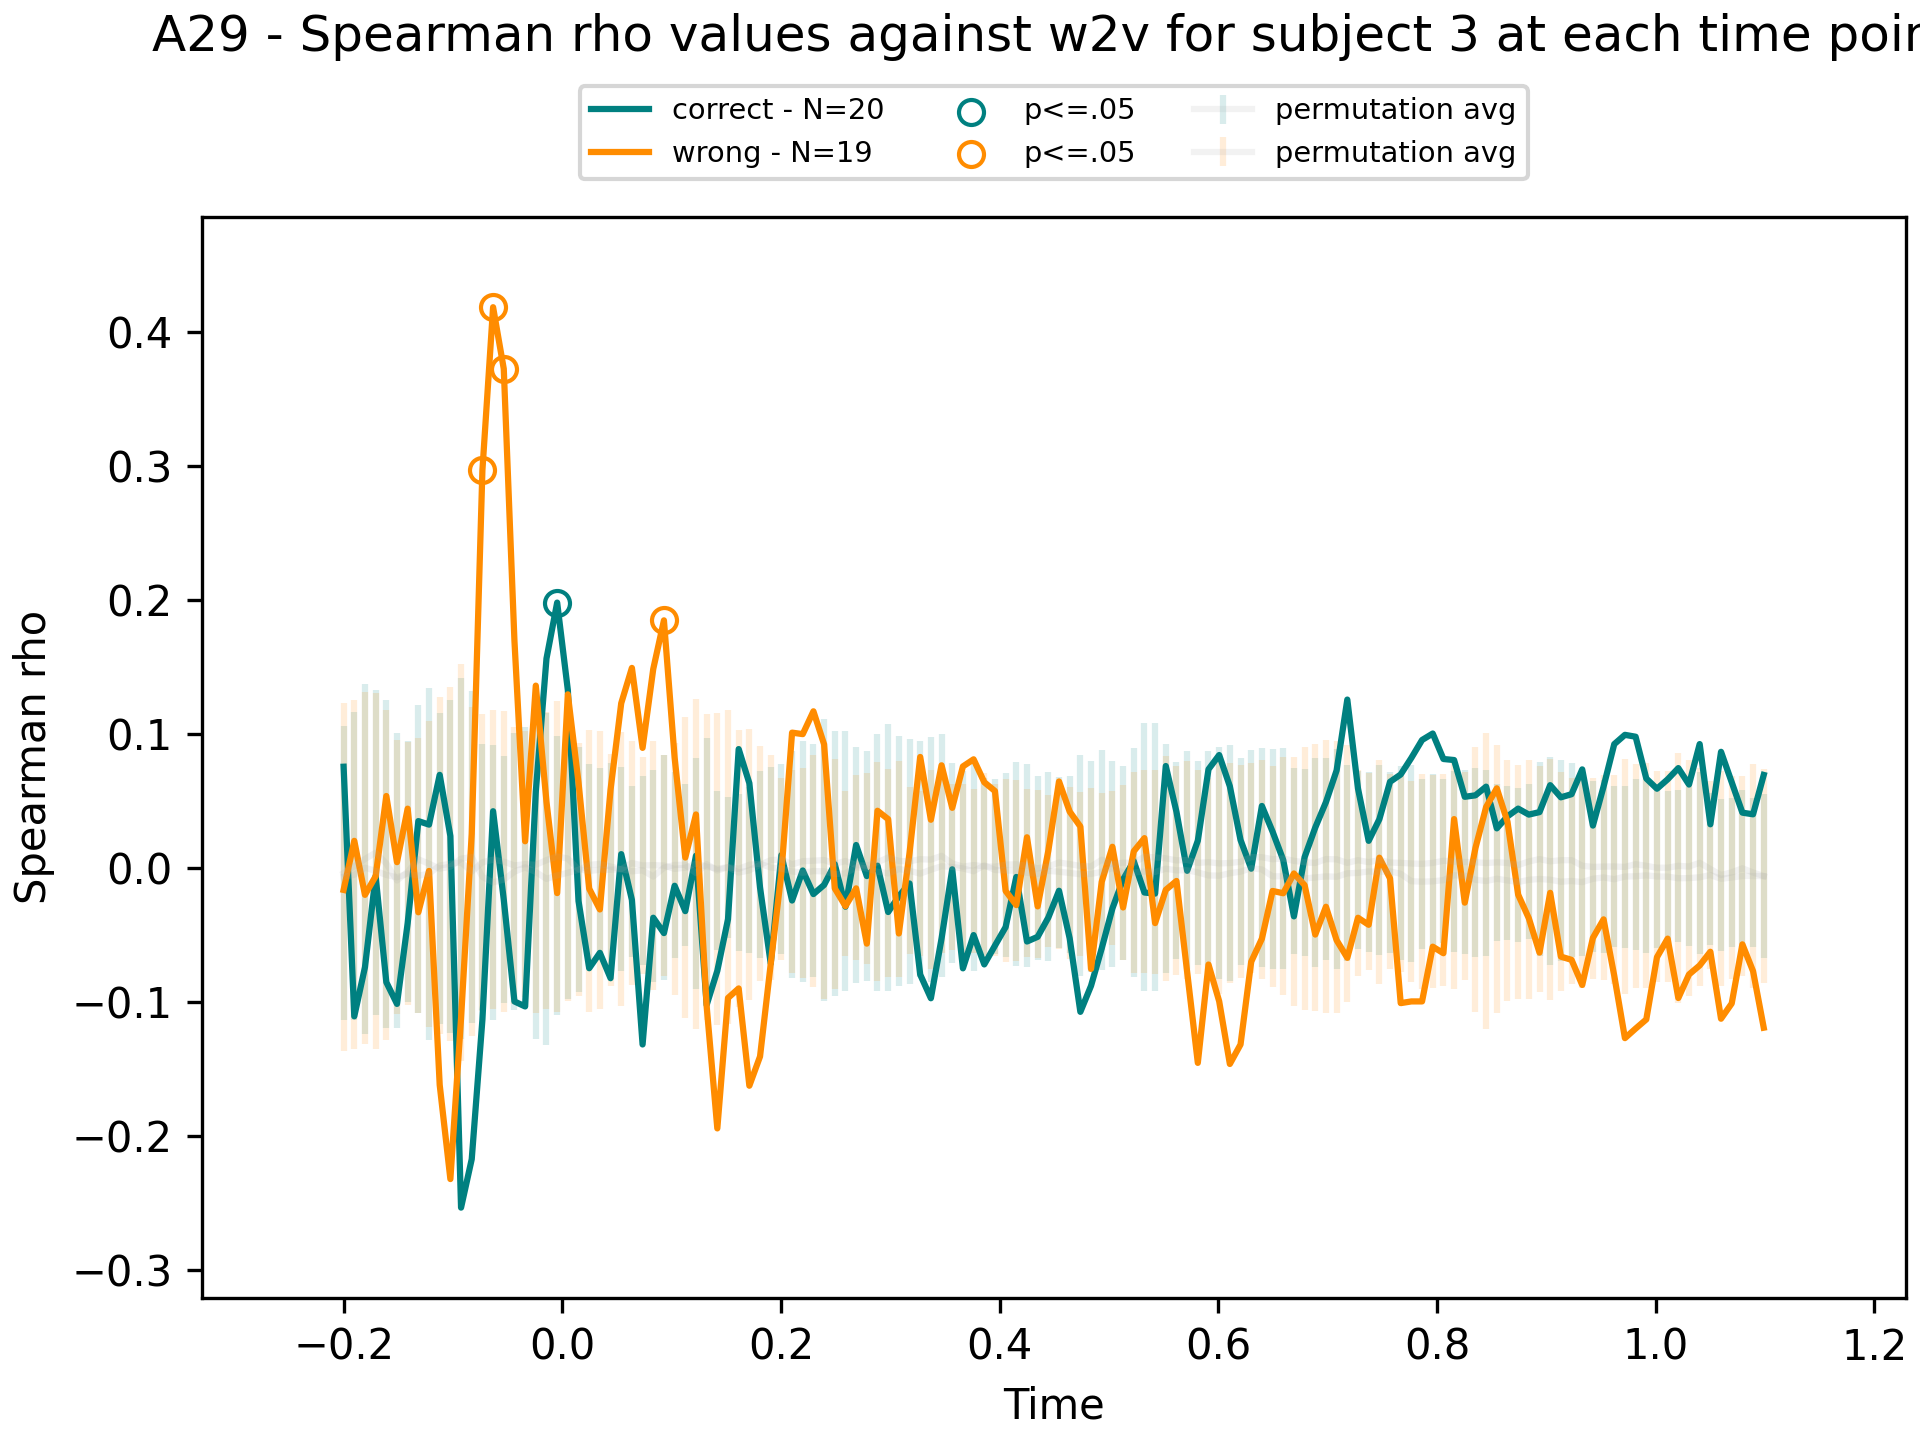 A29 - Spearman rho values against w2v for subject 3 at each time poin
correct - N=20 p<=.05 permutation avg
wrong - N=19 p<=.05 permutation avg
Spearman rho
0.4
0.3
0.2
0.1
0.0
−0.1
−0.2
−0.3
−0.2 0.0 0.2 0.4 0.6 0.8 1.0 1.2
Time